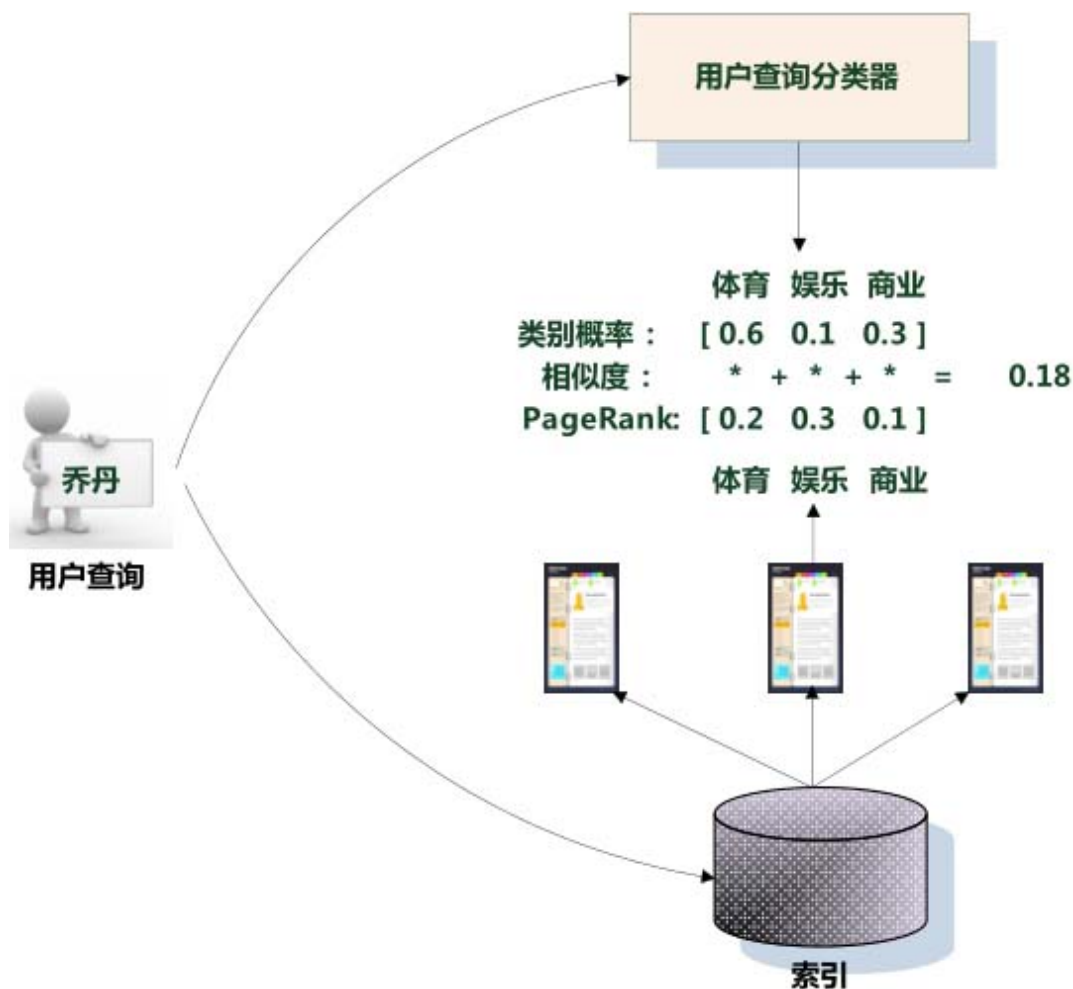 用户查询分类器
体育 娱乐 商业
类别概率： [ 0.6 0.1 0.3 ]
相似度： * + * + * = 0.18
PageRank: [ 0.2 0.3 0.1 ]
体育 娱乐 商业
乔丹
用户查询
索引